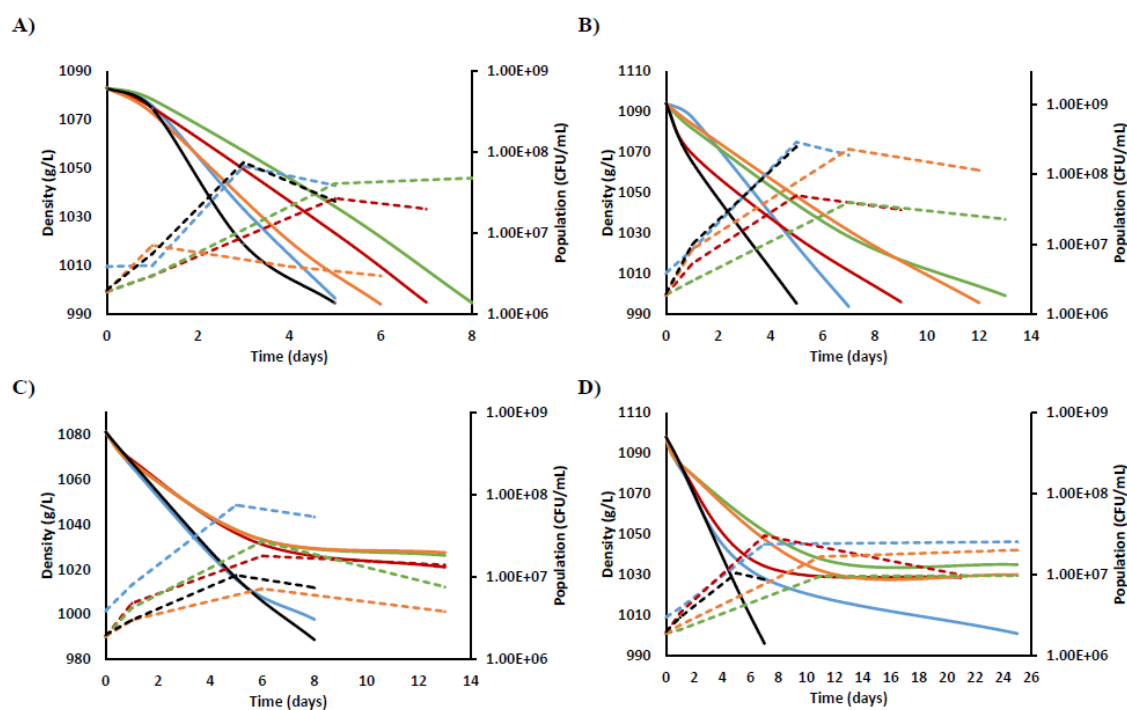 A)
1090
1070
1050
1030
1010
990
Density (g/L)
1.00E+09
1.00E+08
1.00E+07
1.00E+06
Population (CFU/mL)
0 2 4 6 8
Time (days)
B)
1110
1090
1070
1050
1030
1010
990
Density (g/L)
1.00E+09
1.00E+08
1.00E+07
1.00E+06
Population (CFU/mL)
0 2 4 6 8 10 12 14
Time (days)
C)
1080
1060
1040
1020
1000
980
Density (g/L)
1.00E+09
1.00E+08
1.00E+07
1.00E+06
Population (CFU/mL)
0 2 4 6 8 10 12 14
Time (days)
D)
1110
1090
1070
1050
1030
1010
990
Density (g/L)
1.00E+09
1.00E+08
1.00E+07
1.00E+06
Population (CFU/mL)
0 2 4 6 8 10 12 14 16 18 20 22 24 26
Time (days)